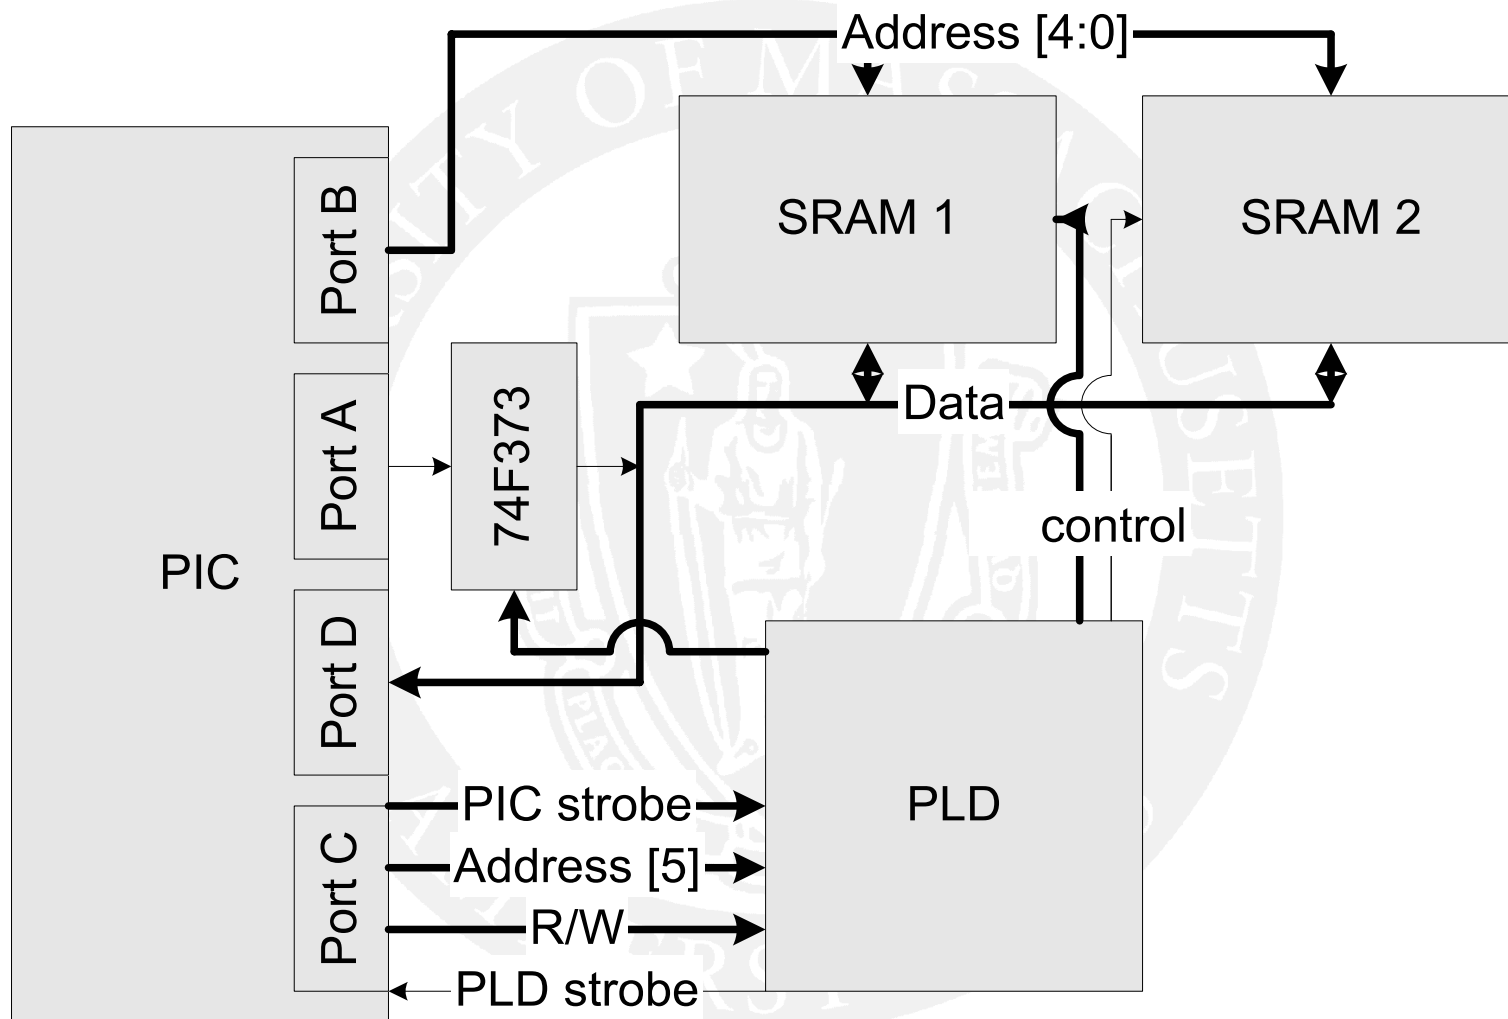 Address [4:0]
SRAM 1
SRAM 2
Port B
Port A
74F373
Data
control
PIC
Port D
Port C
PIC strobe
Address [5]
R/W
PLD strobe
PLD